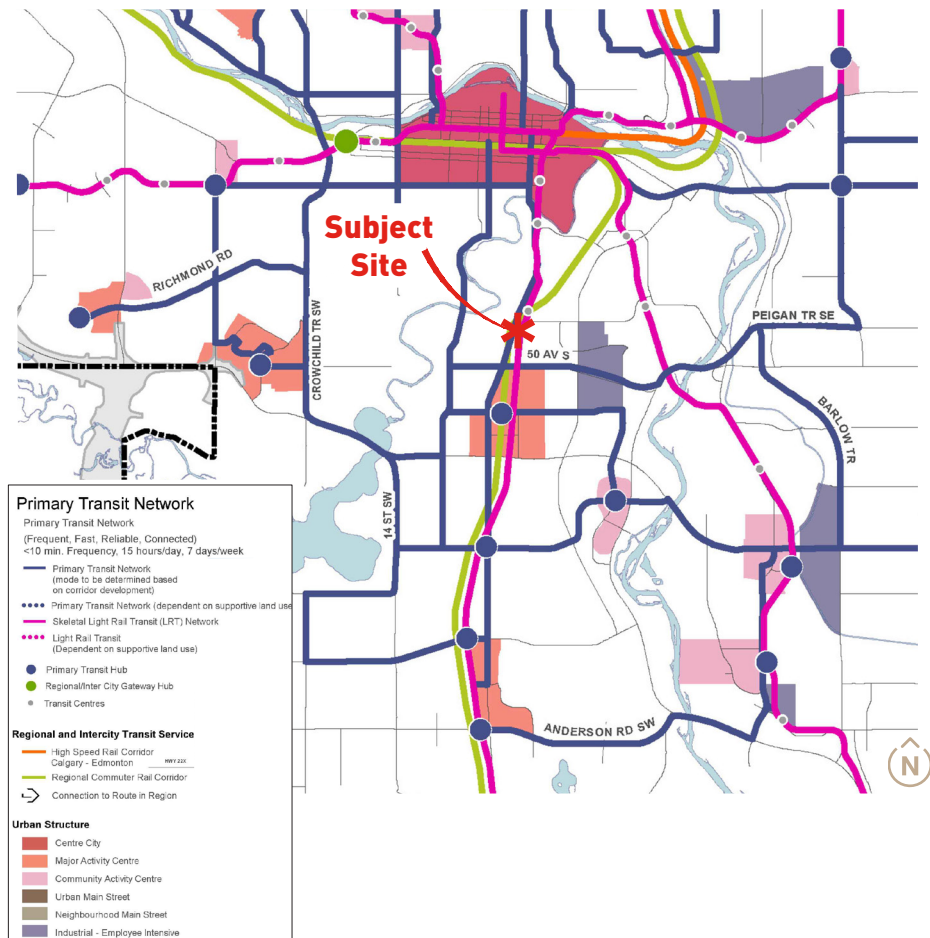 Subject
Site
RICHMOND RD
CROWCHILD TR SW
50 AV S
PEIGAN TR SE
BARLOW TR
14 ST SW
ANDERSON RD SW
N
Primary Transit Network
Primary Transit Network
(Frequent, Fast, Reliable, Connected)
<10 min. Frequency, 15 hours/day, 7 days/week
Primary Transit Network
(mode to be determined based
on corridor development)
Primary Transit Network (dependent on supportive land use
Skeletal Light Rail Transit (LRT) Network
Light Rail Transit
(Dependent on supportive land use)
Primary Transit Hub
Regional/Inter City Gateway Hub
Transit Centres
Regional and Intercity Transit Service
High Speed Rail Corridor
Calgary - Edmonton
HWY 22X
Regional Commuter Rail Corridor
Connection to Route in Region
Urban Structure
Centre City
Major Activity Centre
Community Activity Centre
Urban Main Street
Neighbourhood Main Street
Industrial - Employee Intensive